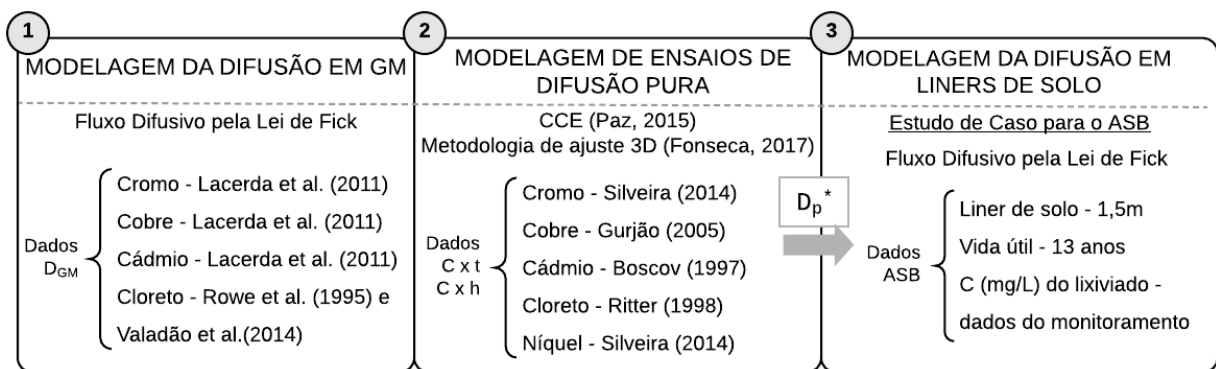 1
MODELAGEM DA DIFUSÃO EM GM
Fluxo Difusivo pela Lei de Fick
Dados
D_GM
Cromo - Lacerda et al. (2011)
Cobre - Lacerda et al. (2011)
Cádmio - Lacerda et al. (2011)
Cloreto - Rowe et al. (1995) e
Valadão et al.(2014)
2
MODELAGEM DE ENSAIOS DE
DIFUSÃO PURA
CCE (Paz, 2015)
Metodologia de ajuste 3D (Fonseca, 2017)
Dados
C x t
C x h
Cromo - Silveira (2014)
Cobre - Gurjão (2005)
Cádmio - Boscov (1997)
Cloreto - Ritter (1998)
Níquel - Silveira (2014)
D_p*
3
MODELAGEM DA DIFUSÃO EM
LINERS DE SOLO
Estudo de Caso para o ASB
Fluxo Difusivo pela Lei de Fick
Dados
ASB
Liner de solo - 1,5m
Vida útil - 13 anos
C (mg/L) do lixiviado -
dados do monitoramento